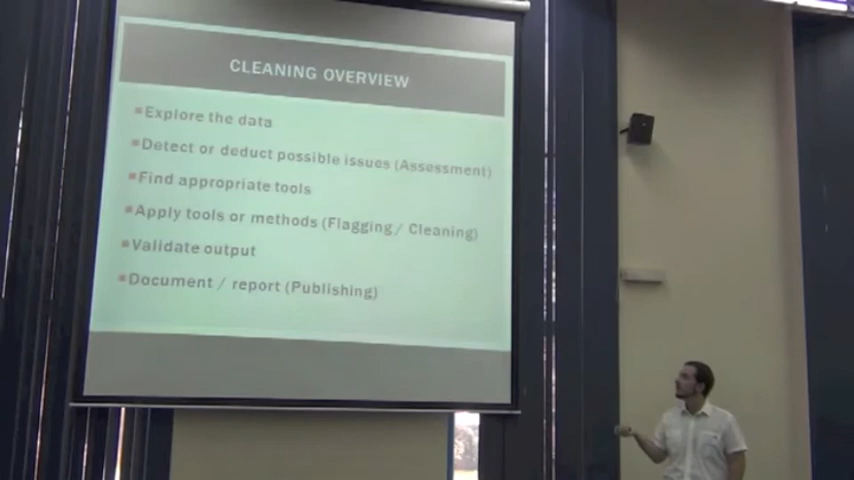 CLEANING OVERVIEW
Explore the data
Detect or deduct possible issues (Assessment)
Find appropriate tools
Apply tools or methods (Flagging / Cleaning)
Validate output
Document / report (Publishing)